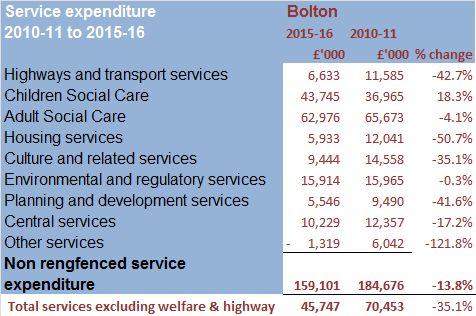 Service expenditure Bolton
2010-11 to 2015-16 2015-16 2010-11
£'000 £'000 % change
Highways and transport services 6,633 11,585 -42.7%
Children Social Care 43,745 36,965 18.3%
Adult Social Care 62,976 65,673 -4.1%
Housing services 5,933 12,041 -50.7%
Culture and related services 9,444 14,558 -35.1%
Environmental and regulatory services 15,914 15,965 -0.3%
Planning and development services 5,546 9,490 -41.6%
Central services 10,229 12,357 -17.2%
Other services - 1,319 6,042 -121.8%
Non rengfenced service
expenditure 159,101 184,676 -13.8%
Total services excluding welfare & highway 45,747 70,453 -35.1%